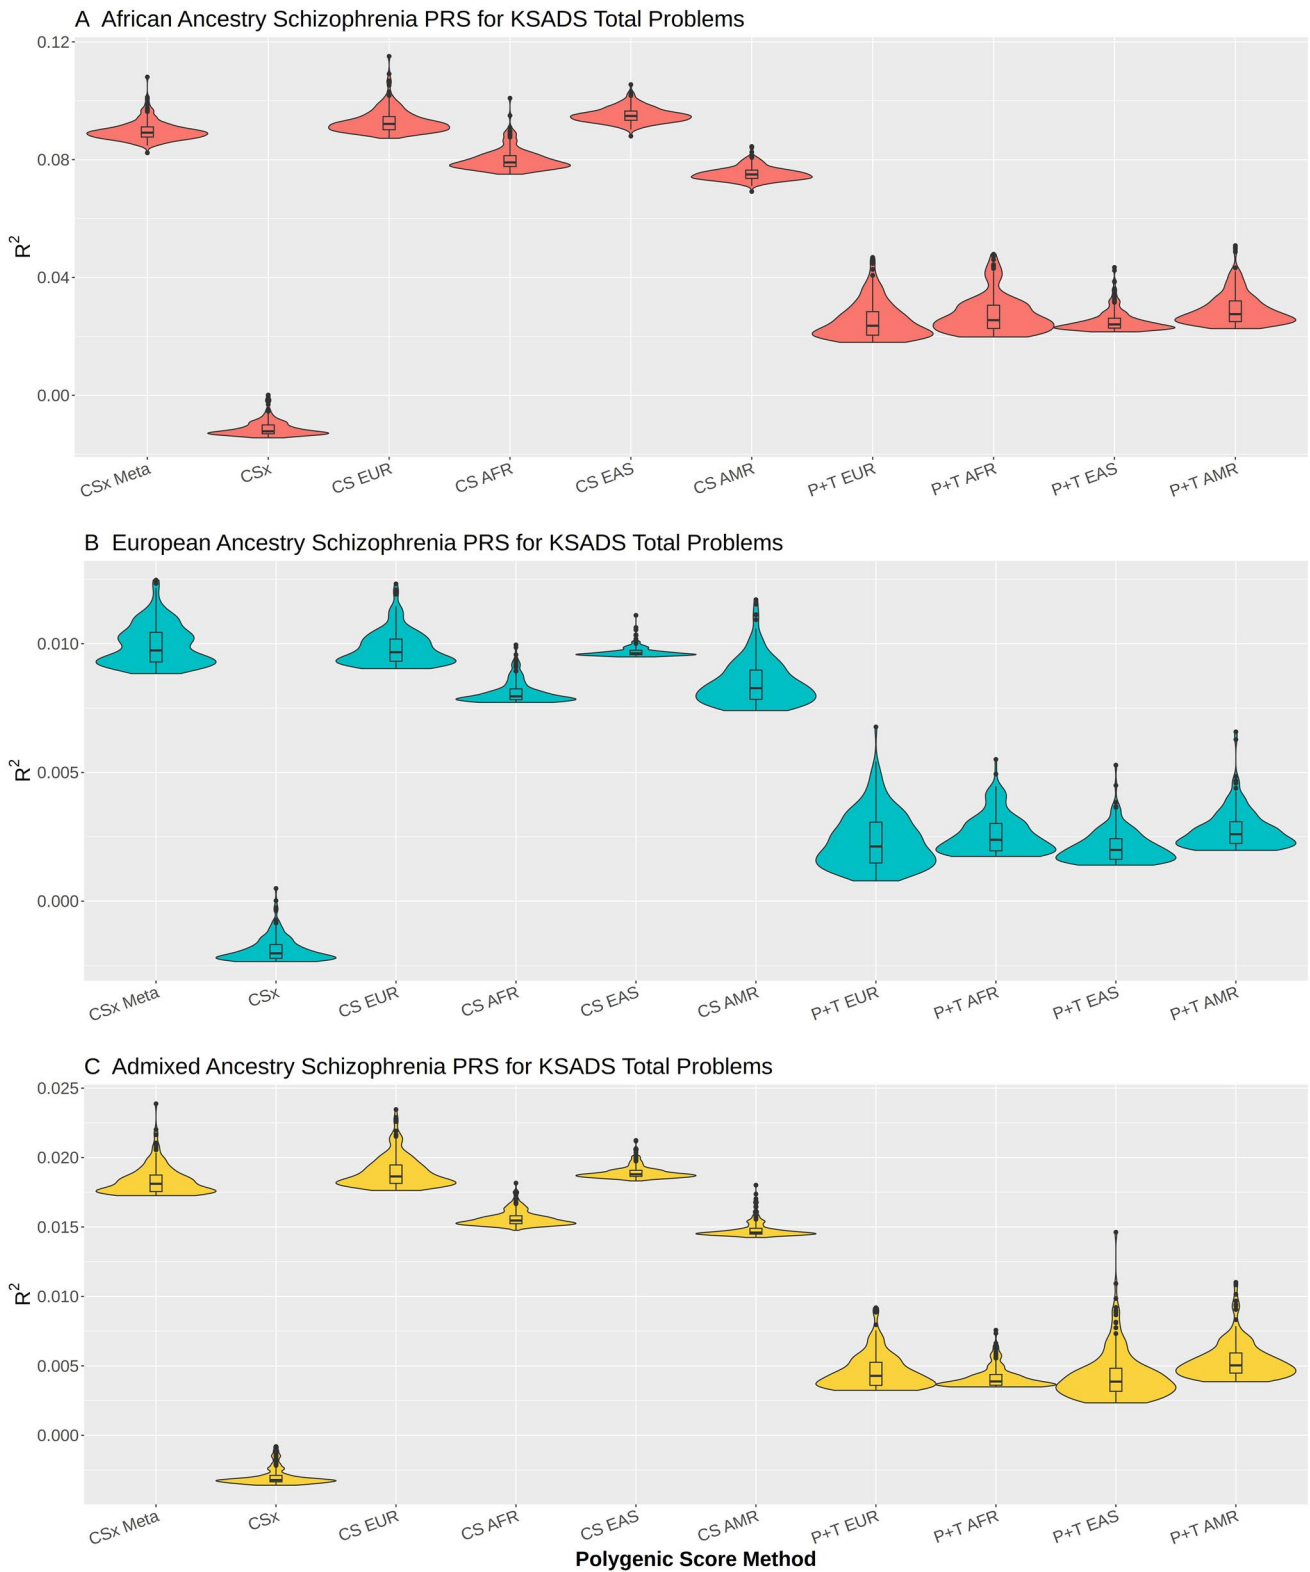 A African Ancestry Schizophrenia PRS for KSADS Total Problems
0.12
0.08
0.04
0.00
R2
CSx Meta
CSx
CS EUR
CS AFR
CS EAS
CS AMR
P+T EUR
P+T AFR
P+T EAS
P+T AMR
B European Ancestry Schizophrenia PRS for KSADS Total Problems
0.010
0.005
0.000
R2
CSx Meta
CSx
CS EUR
CS AFR
CS EAS
CS AMR
P+T EUR
P+T AFR
P+T EAS
P+T AMR
C Admixed Ancestry Schizophrenia PRS for KSADS Total Problems
0.025
0.020
0.015
0.010
0.005
0.000
R2
CSx Meta
CSx
CS EUR
CS AFR
CS EAS
CS AMR
P+T EUR
P+T AFR
P+T EAS
P+T AMR
Polygenic Score Method